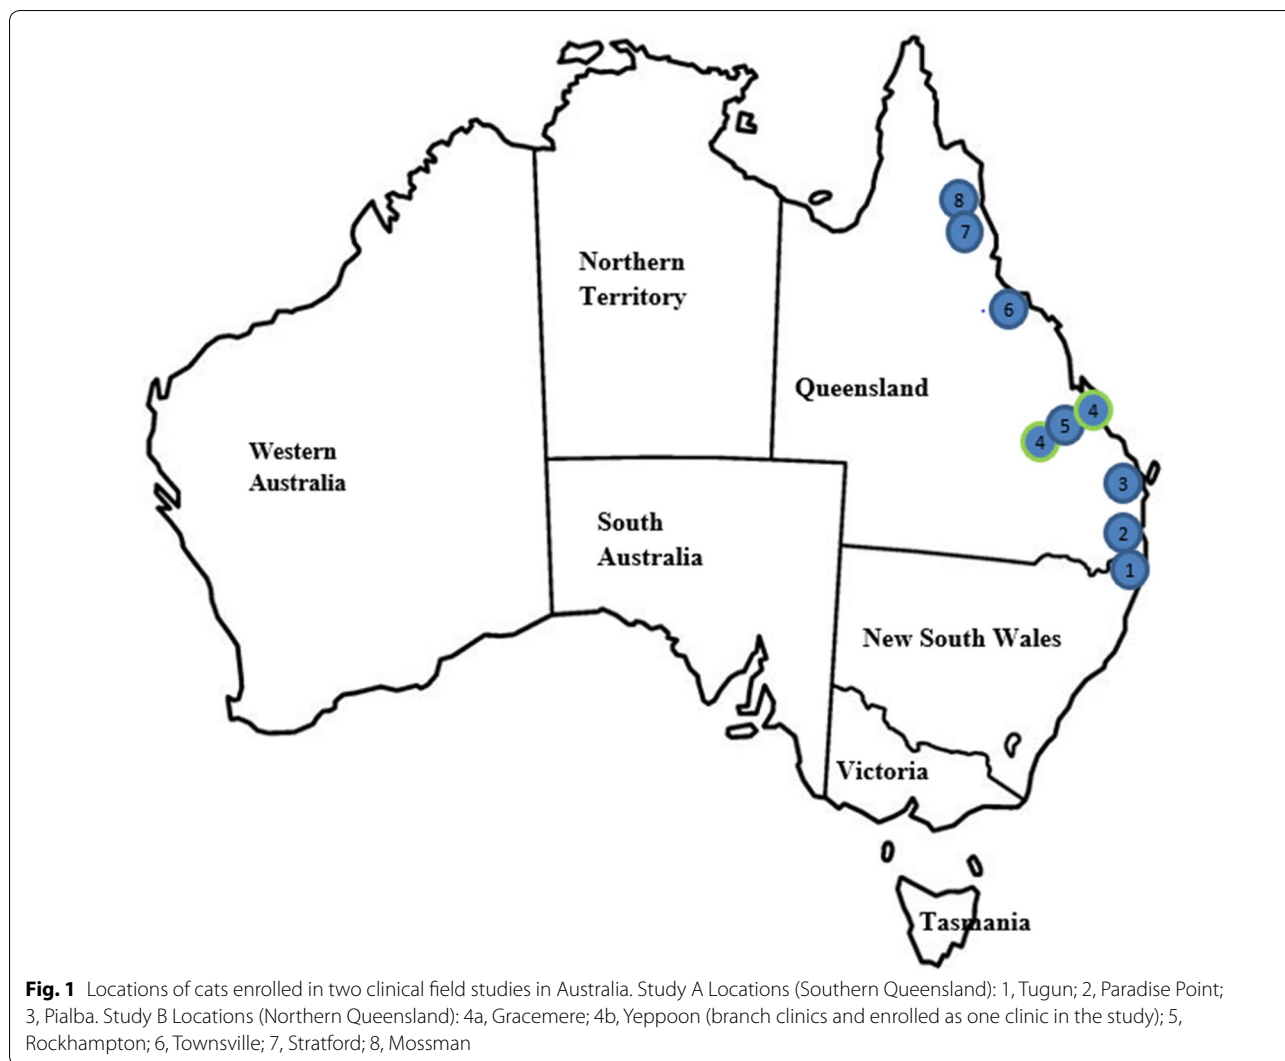 8
7
Northern
Territory
6
Queensland
4
5
4
Western
Australia
3
South
Australia
2
1
New South Wales
Victoria
Tasmania
Fig. 1 Locations of cats enrolled in two clinical field studies in Australia. Study A Locations (Southern Queensland): 1, Tugun; 2, Paradise Point;
3, Pialba. Study B Locations (Northern Queensland): 4a, Gracemere; 4b, Yeppoon (branch clinics and enrolled as one clinic in the study); 5,
Rockhampton; 6, Townsville; 7, Stratford; 8, Mossman